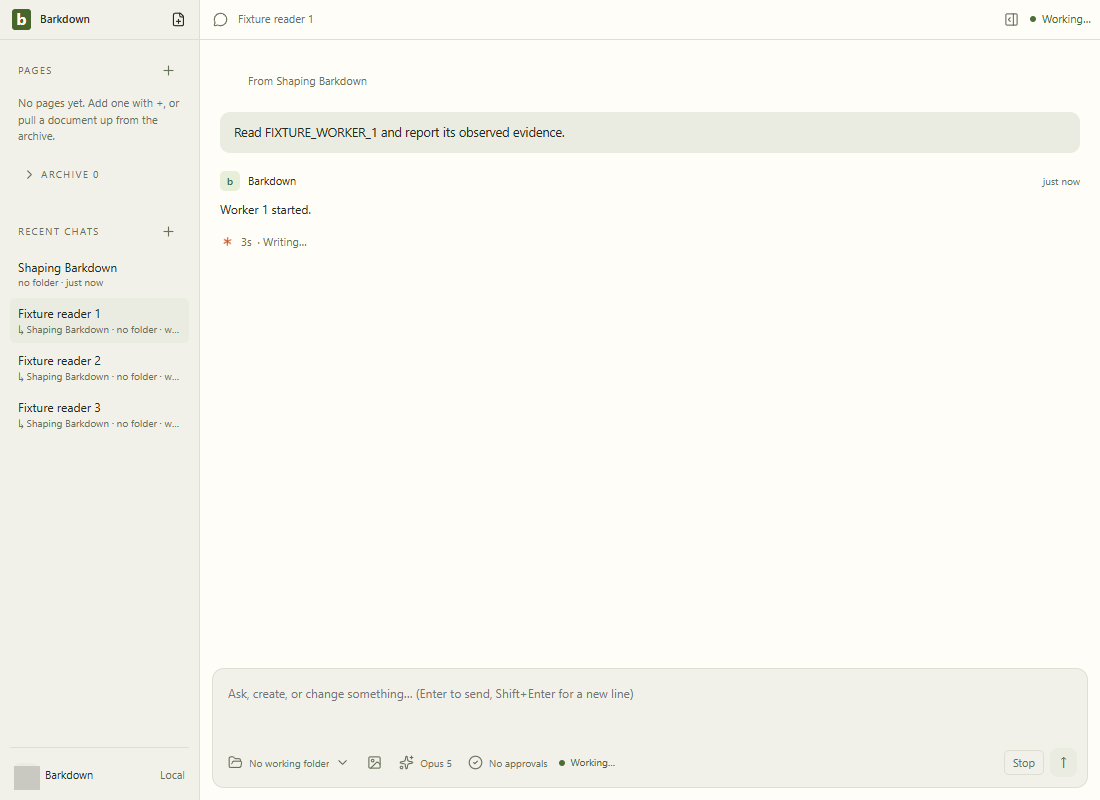 b Barkdown
Fixture reader 1
Working...
PAGES
No pages yet. Add one with +, or
pull a document up from the
archive.
ARCHIVE 0
RECENT CHATS
Shaping Barkdown
no folder · just now
Fixture reader 1
↳ Shaping Barkdown · no folder · w...
Fixture reader 2
↳ Shaping Barkdown · no folder · w...
Fixture reader 3
↳ Shaping Barkdown · no folder · w...
Barkdown Local
From Shaping Barkdown
Read FIXTURE_WORKER_1 and report its observed evidence.
b Barkdown just now
Worker 1 started.
3s · Writing...
Ask, create, or change something... (Enter to send, Shift+Enter for a new line)
No working folder Opus 5 No approvals Working... Stop